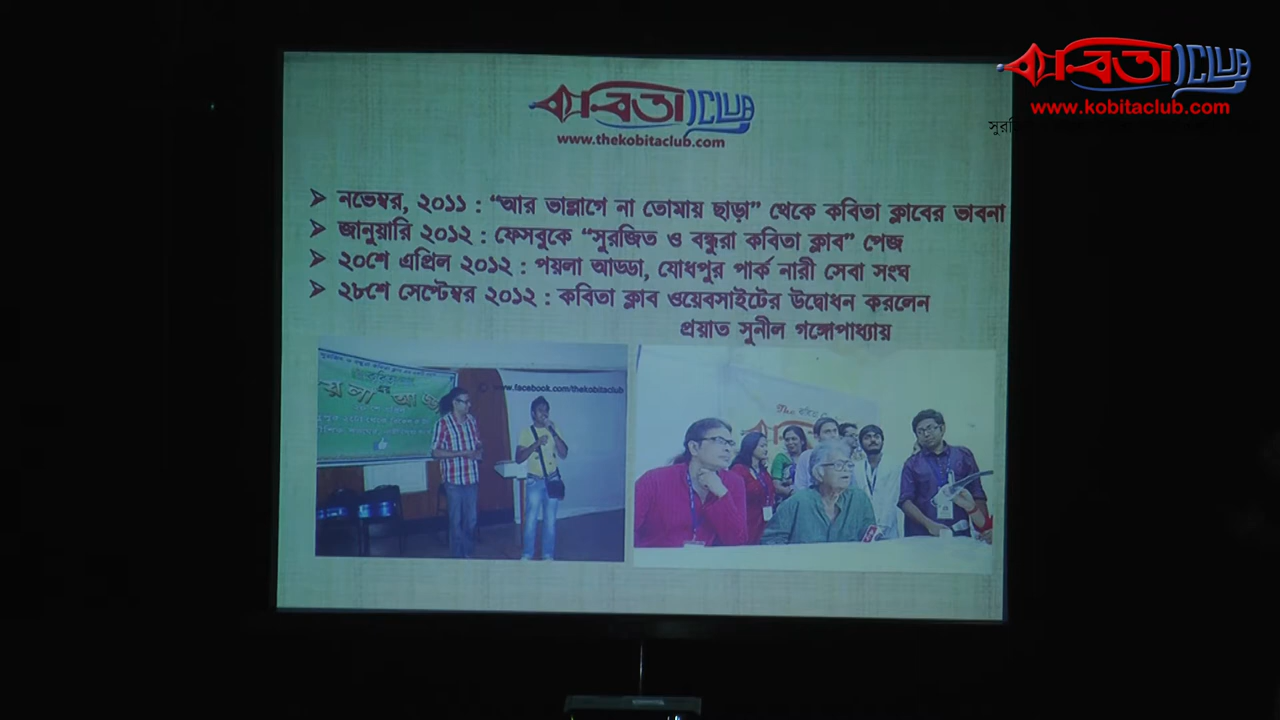 কবিতা CLUB
www.kobitaclub.com
সুরজি
কবিতা CLUB
www.thekobitaclub.com
➢ নভেম্বর, ২০১১ : “আর ভাল্লাগে না তোমায় ছাড়া” থেকে কবিতা ক্লাবের ভাবনা
➢ জানুয়ারি ২০১২ : ফেসবুকে “সুরজিত ও বন্ধুরা কবিতা ক্লাব” পেজ
➢ ২০শে এপ্রিল ২০১২ : পয়লা আড্ডা, যোধপুর পার্ক নারী সেবা সংঘ
➢ ২৮শে সেপ্টেম্বর ২০১২ : কবিতা ক্লাব ওয়েবসাইটের উদ্বোধন করলেন
প্রয়াত সুনীল গঙ্গোপাধ্যায়
www.facebook.com/thekobitaclub
The